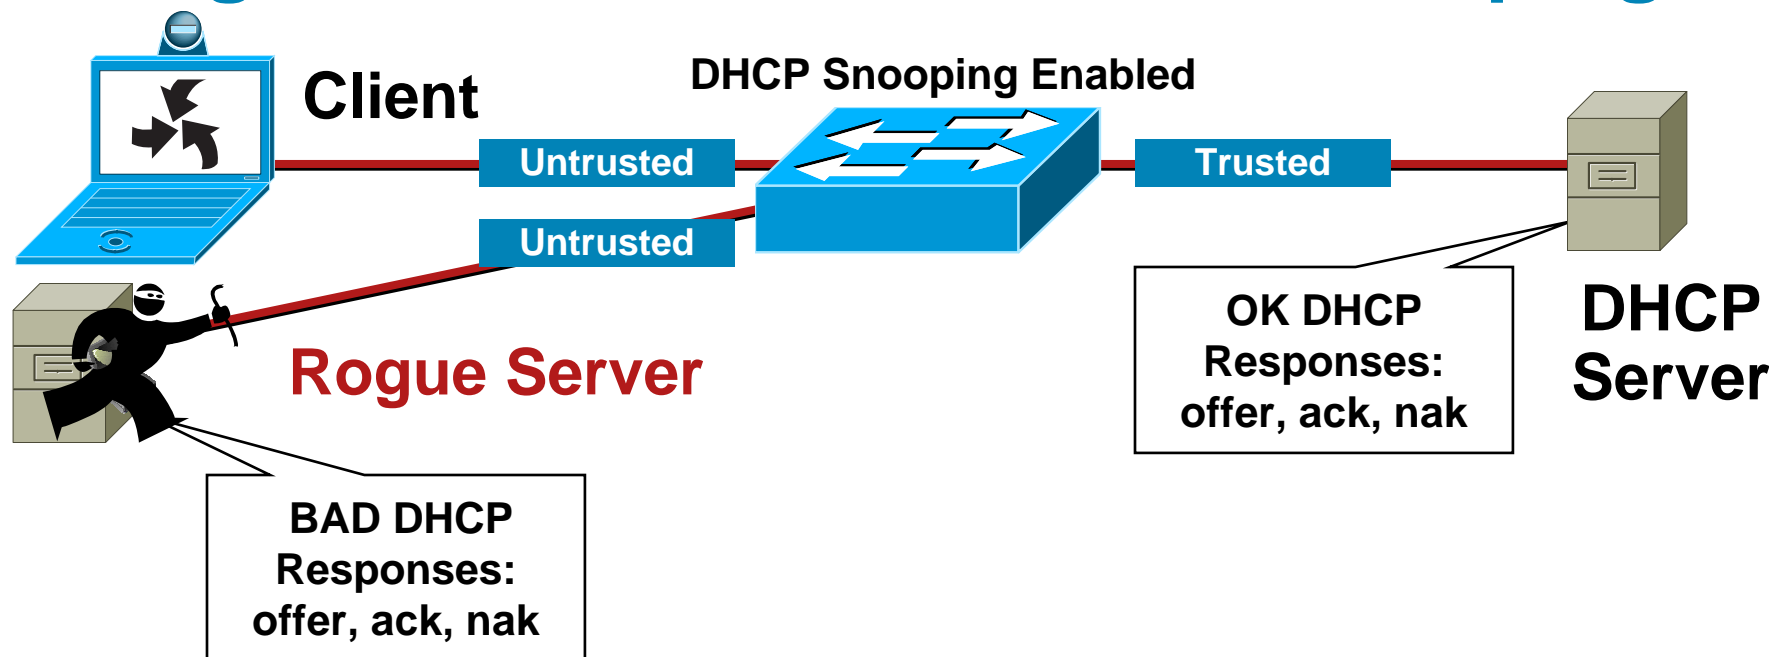 Client
DHCP Snooping Enabled
Untrusted
Trusted
Untrusted
OK DHCP
Responses:
offer, ack, nak
DHCP
Server
Rogue Server
BAD DHCP
Responses:
offer, ack, nak